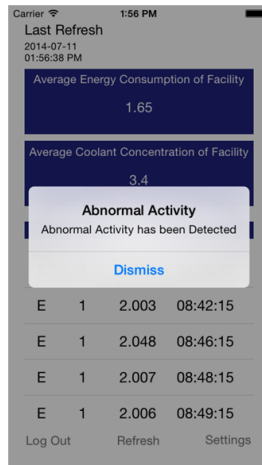 Carrier 1:56 PM
Last Refresh
2014-07-11
01:56:38 PM
Average Energy Consumption of Facility
1.65
Average Coolant Concentration of Facility
3.4
Abnormal Activity
Abnormal Activity has been Detected
Dismiss
E 1 2.003 08:42:15
E 1 2.048 08:46:15
E 1 2.007 08:48:15
E 1 2.006 08:49:15
Log Out Refresh Settings